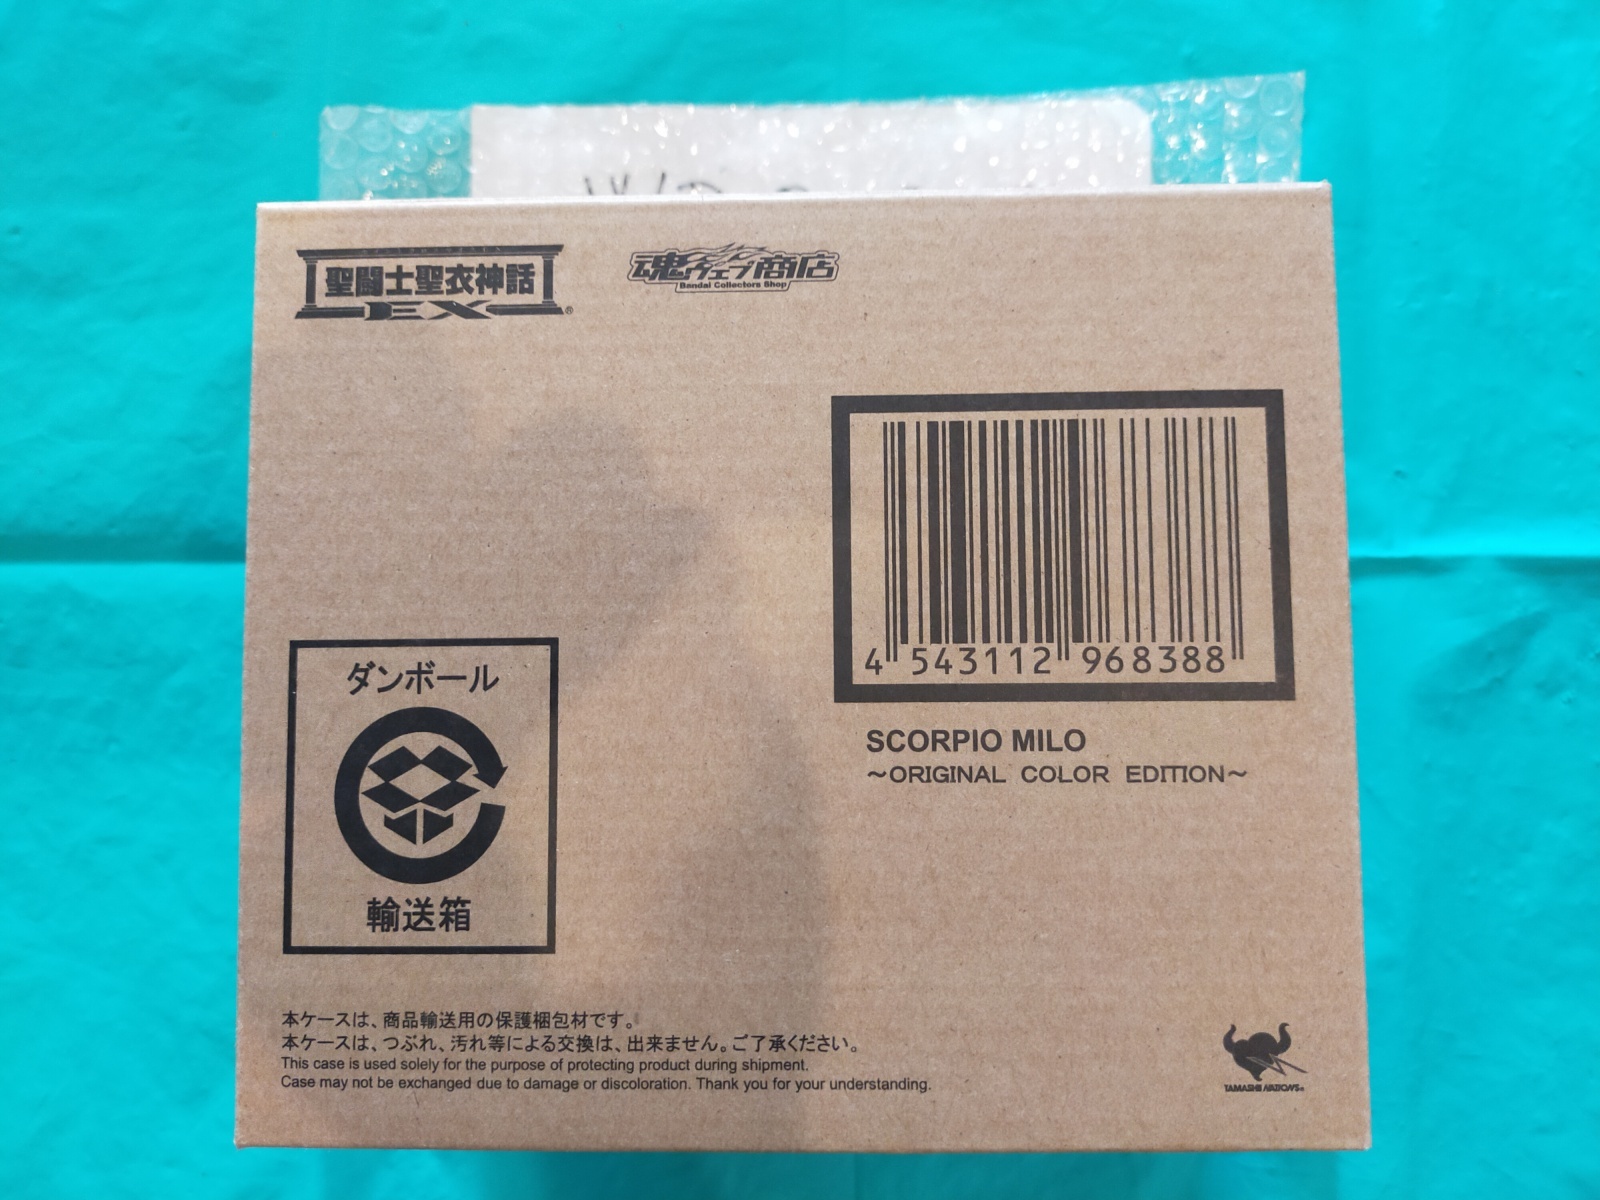 聖闘士聖衣神話
EX®
魂ウェブ商店
Bandai Collectors Shop
4 543112 968388
SCORPIO MILO
～ORIGINAL COLOR EDITION～
ダンボール
輸送箱
本ケースは、商品輸送用の保護梱包材です。
本ケースは、つぶれ、汚れ等による交換は、出来ません。ご了承ください。
This case is used solely for the purpose of protecting product during shipment.
Case may not be exchanged due to damage or discoloration. Thank you for your understanding.
TAMASHII NATIONS